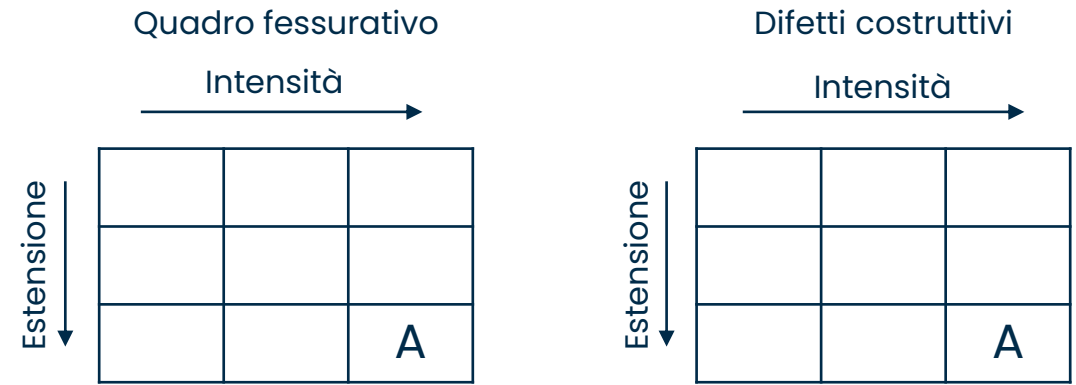 Quadro fessurativo
Intensità
Estensione
A
Difetti costruttivi
Intensità
Estensione
A